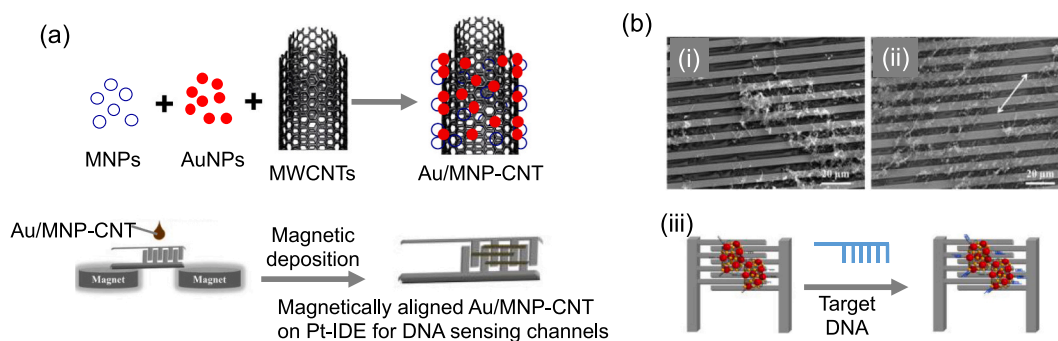 (a)
MNPs
+
AuNPs
+
MWCNTs
Au/MNP-CNT
Au/MNP-CNT
Magnet
Magnet
Magnetic
deposition
Magnetically aligned Au/MNP-CNT
on Pt-IDE for DNA sensing channels
(b)
(i)
20 µm
(ii)
20 µm
(iii)
Target
DNA